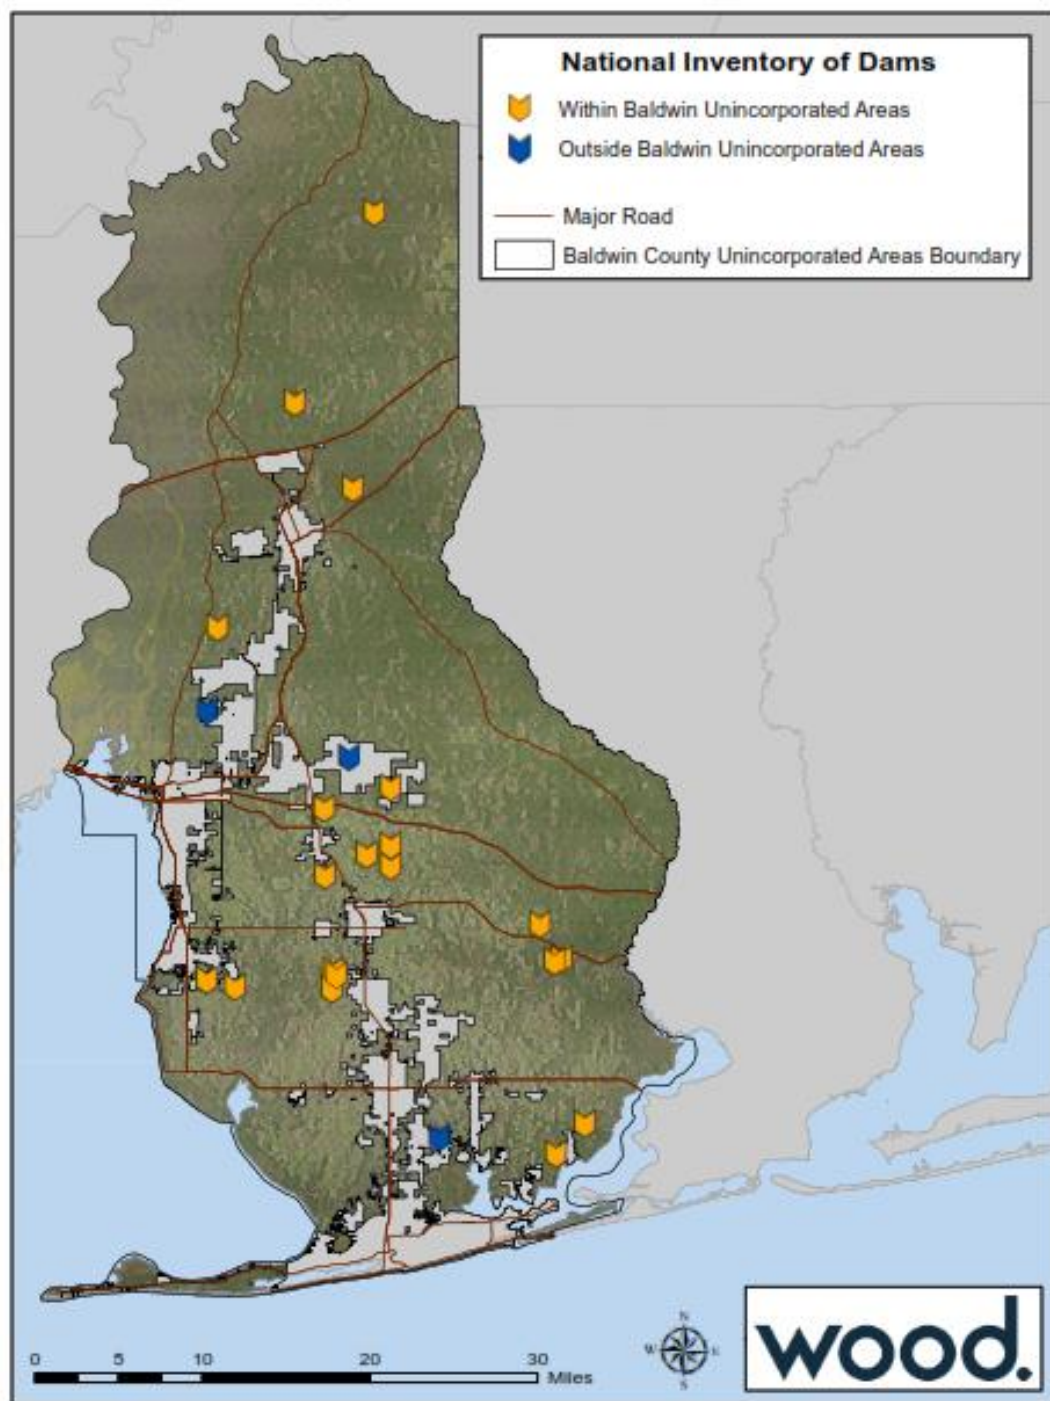 National Inventory of Dams
Within Baldwin Unincorporated Areas
Outside Baldwin Unincorporated Areas
Major Road
Baldwin County Unincorporated Areas Boundary
N
W E
S
wood.
0 5 10 20 30
Miles